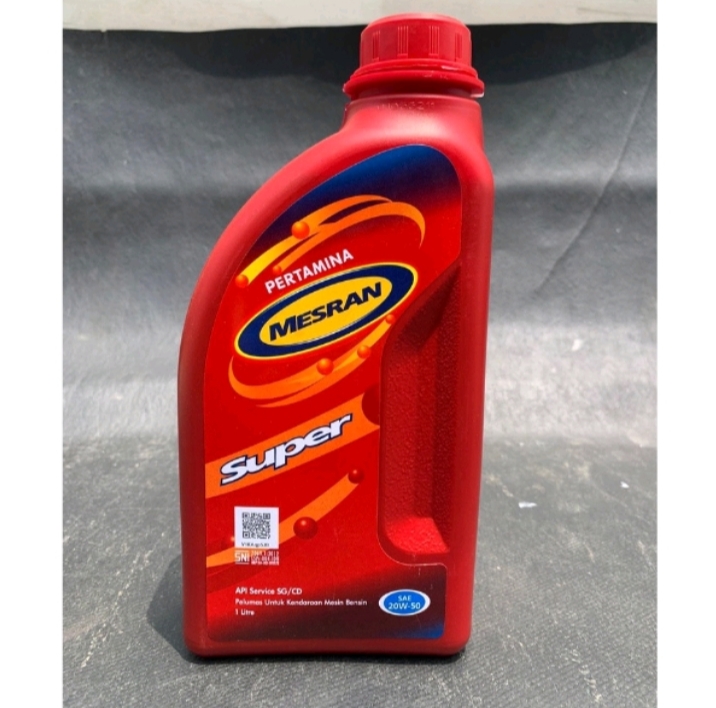 PERTAMINA
MESRAN
Super
SNI
API Service SG/CD
Pelumas Untuk Kendaraan Mesin Bensin
1 Litre
SAE
20W-50